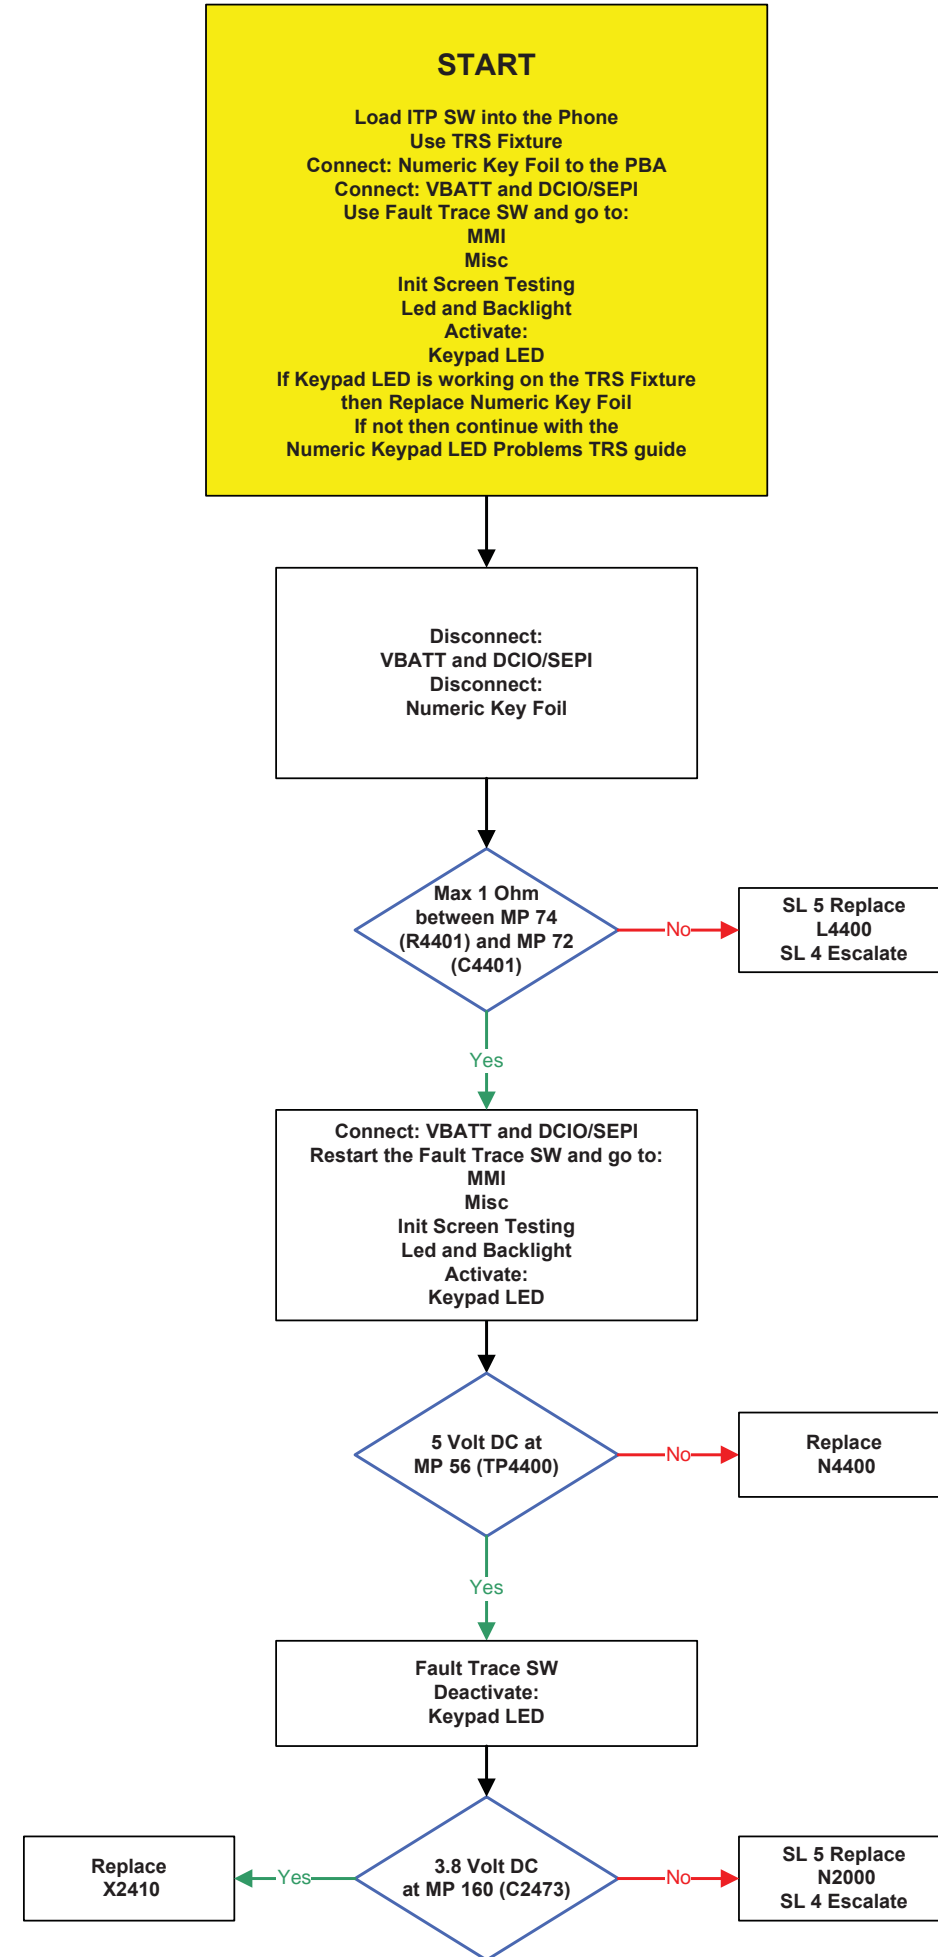 START
Load ITP SW into the Phone
Use TRS Fixture
Connect: Numeric Key Foil to the PBA
Connect: VBATT and DCIO/SEPI
Use Fault Trace SW and go to:
MMI
Misc
Init Screen Testing
Led and Backlight
Activate:
Keypad LED
If Keypad LED is working on the TRS Fixture
then Replace Numeric Key Foil
If not then continue with the
Numeric Keypad LED Problems TRS guide
Disconnect:
VBATT and DCIO/SEPI
Disconnect:
Numeric Key Foil
Max 1 Ohm
between MP 74
(R4401) and MP 72
(C4401)
No
SL 5 Replace
L4400
SL 4 Escalate
Yes
Connect: VBATT and DCIO/SEPI
Restart the Fault Trace SW and go to:
MMI
Misc
Init Screen Testing
Led and Backlight
Activate:
Keypad LED
5 Volt DC at
MP 56 (TP4400)
No
Replace
N4400
Yes
Fault Trace SW
Deactivate:
Keypad LED
3.8 Volt DC
at MP 160 (C2473)
Yes
Replace
X2410
No
SL 5 Replace
N2000
SL 4 Escalate